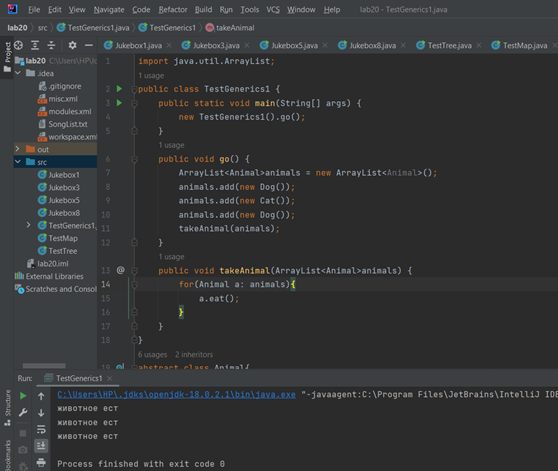 File Edit View Navigate Code Refactor Build Run Tools VCS Window Help lab20 - TestGenerics1.java
lab20 src TestGenerics1.java TestGenerics1 takeAnimal
Project
Jukebox1.java Jukebox3.java Jukebox5.java Jukebox8.java TestTree.java TestMap.java
lab20 C:\Users\HP\
.idea
.gitignore
misc.xml
modules.xml
SongList.txt
workspace.xml
out
src
Jukebox1
Jukebox3
Jukebox5
Jukebox8
TestGenerics1.
TestMap
TestTree
lab20.iml
External Libraries
Scratches and Consol
1 import java.util.ArrayList;
1 usage
2 public class TestGenerics1 {
3 public static void main(String[] args) {
4 new TestGenerics1().go();
5 }
1 usage
6 public void go() {
7 ArrayList<Animal>animals = new ArrayList<Animal>();
8 animals.add(new Dog());
9 animals.add(new Cat());
10 animals.add(new Dog());
11 takeAnimal(animals);
12 }
1 usage
13 @ public void takeAnimal(ArrayList<Animal>animals) {
14 for(Animal a: animals){
15 a.eat();
16 }
17 }
18 }
6 usages 2 inheritors
19 abstract class Animal{
Run: TestGenerics1
C:\Users\HP\.jdks\openjdk-18.0.2.1\bin\java.exe "-javaagent:C:\Program Files\JetBrains\IntelliJ IDE
животное ест
животное ест
животное ест
Process finished with exit code 0
Structure